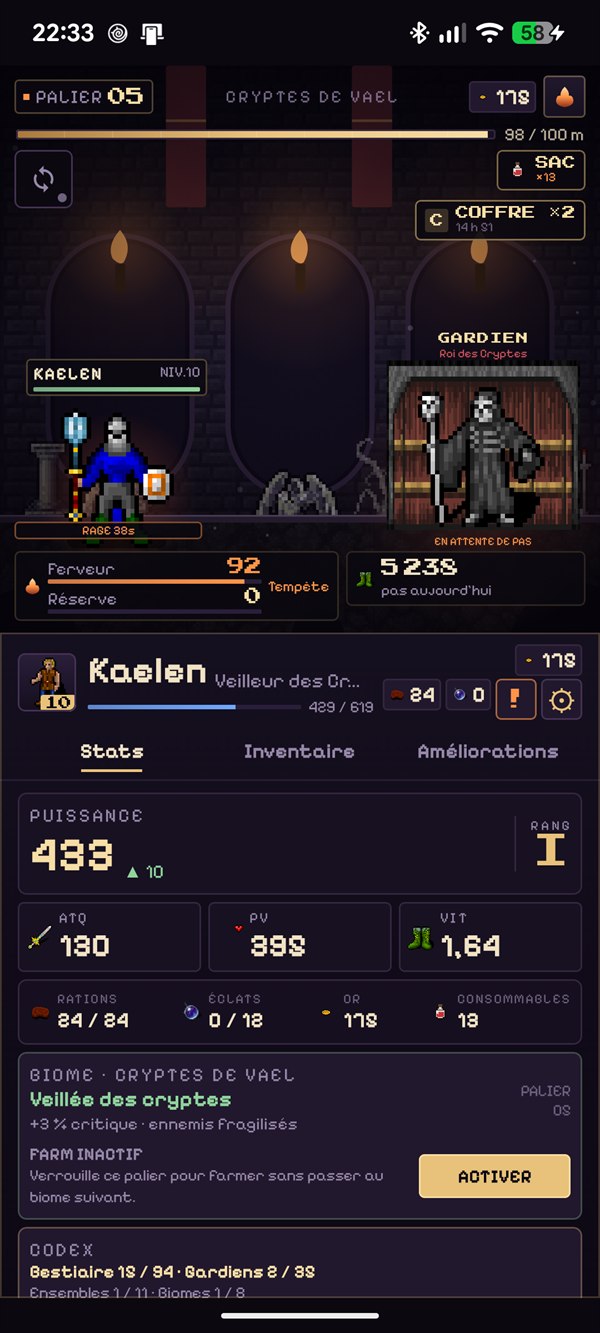 22:33
58
PALIER 05
CRYPTES DE VAEL
178
98 / 100 m
SAC
×13
C COFFRE ×2
14 h 51
GARDIEN
Roi des Cryptes
KAELEN NIV.10
RAGE 38s
EN ATTENTE DE PAS
Ferveur 92
Réserve 0
Tempête
5 238
pas aujourd'hui
10
Kaelen Veilleur des Cr...
178
429 / 619
24
0
!
Stats
Inventaire
Améliorations
PUISSANCE
433 ▲ 10
RANG
I
ATQ
130
PV
398
VIT
1,64
RATIONS
24 / 24
ÉCLATS
0 / 12
OR
178
CONSOMMABLES
13
BIOME · CRYPTES DE VAEL
Veillée des cryptes
+3 % critique · ennemis fragilisés
PALIER
05
FARM INACTIF
Verrouille ce palier pour farmer sans passer au
biome suivant.
ACTIVER
CODEX
Bestiaire 18 / 94 · Gardiens 2 / 38
Ensembles 1 / 11 · Biomes 1 / 8